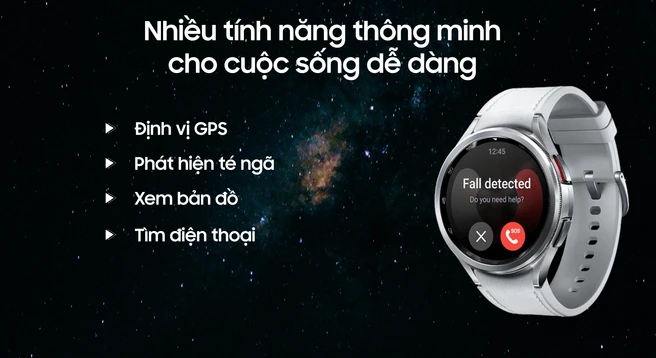 Nhiều tính năng thông minh
cho cuộc sống dễ dàng
Định vị GPS
Phát hiện té ngã
Xem bản đồ
Tìm điện thoại
12:45
Fall detected
Do you need help?
SOS